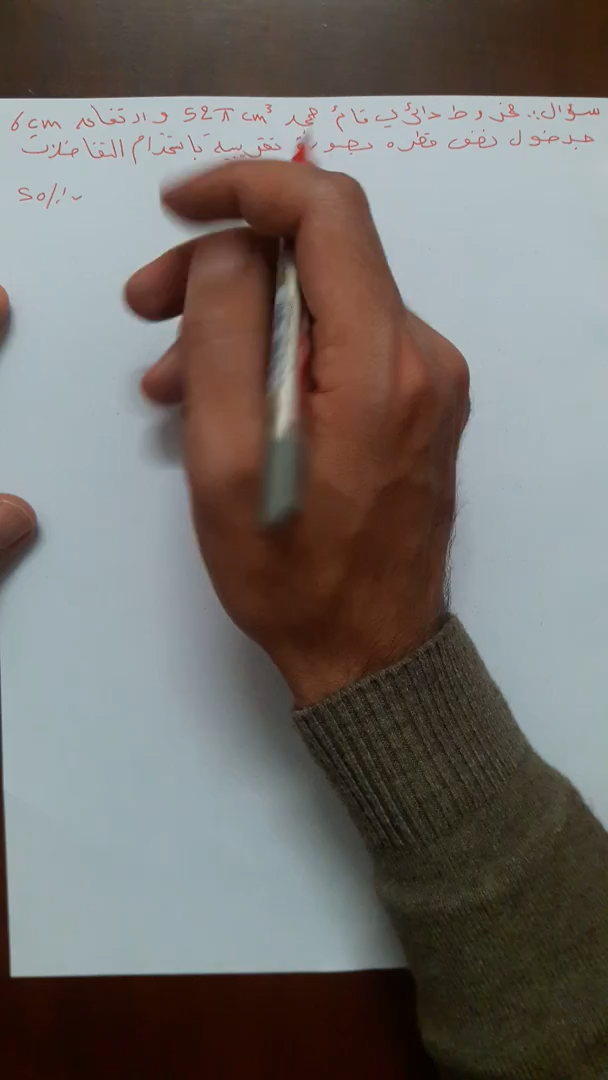 سؤال:. مخروط دائري قائم حجمه 52π cm³ وارتفاعه 6cm
جد طول نصف قطره بصورة تقريبية باستخدام التفاضلات
Sol:~